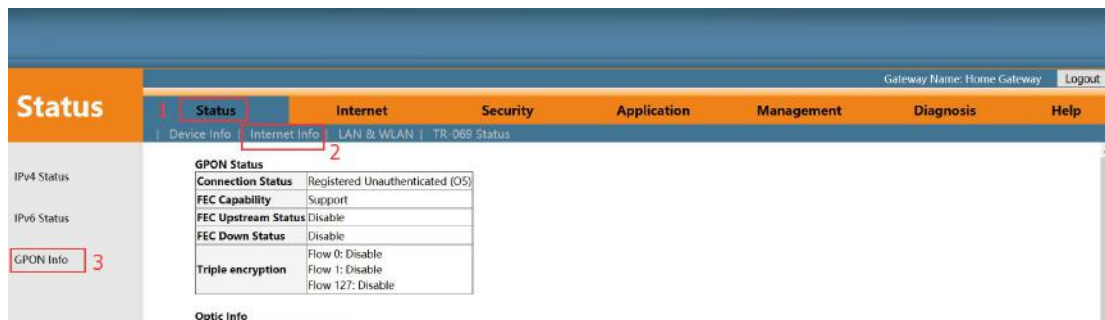 Gateway Name: Home Gateway Logout
Status
1 Status Internet Security Application Management Diagnosis Help
| Device Info | Internet Info | LAN & WLAN | TR-069 Status
2
IPv4 Status
IPv6 Status
GPON Info 3
GPON Status
Connection Status Registered Unauthenticated (O5)
FEC Capability Support
FEC Upstream Status Disable
FEC Down Status Disable
Triple encryption Flow 0: Disable
Flow 1: Disable
Flow 127: Disable
Optic Info